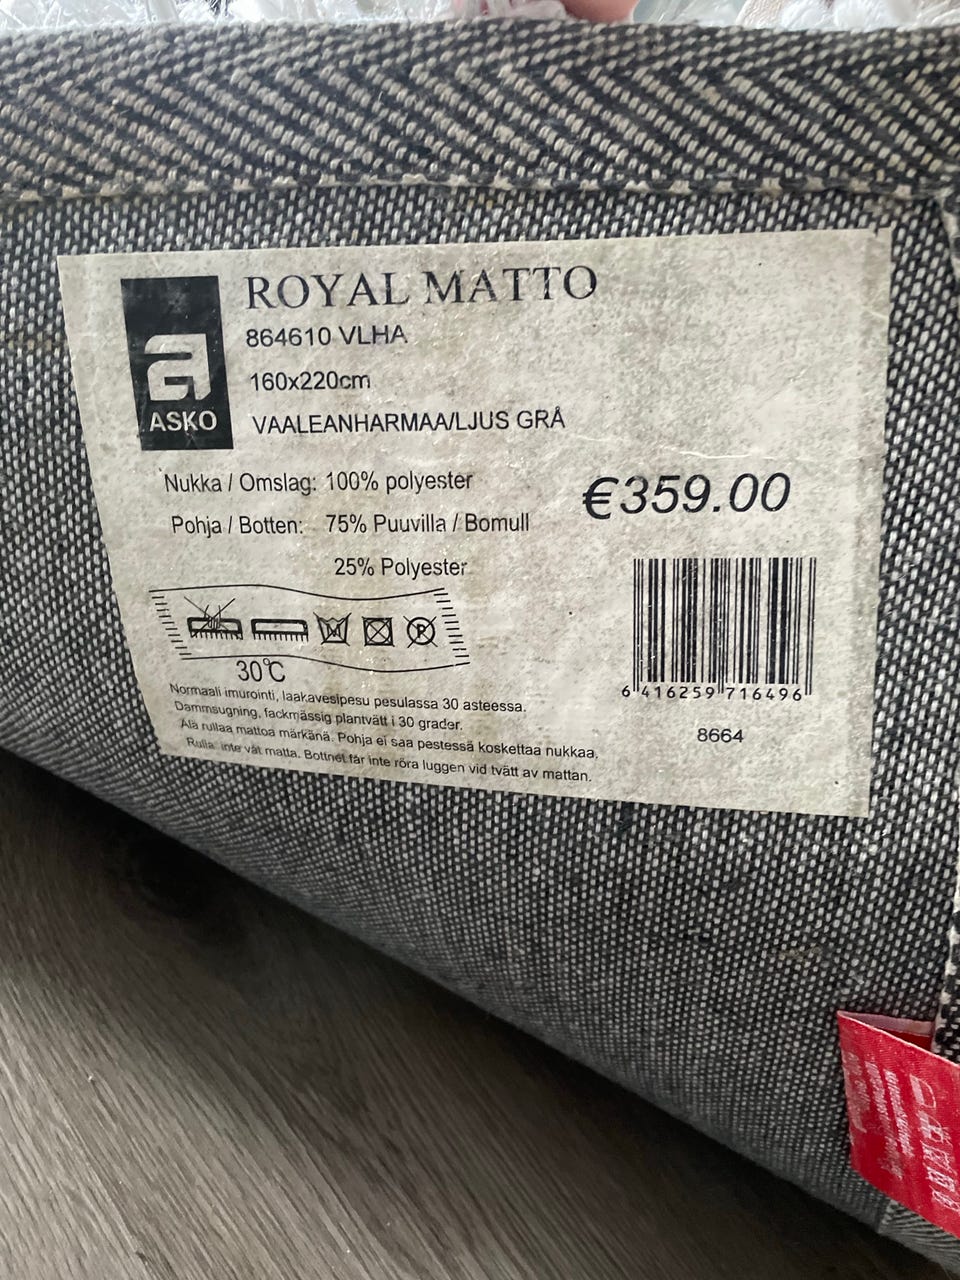 ROYAL MATTO
864610 VLHA
160x220cm
VAALEANHARMAA/LJUS GRÅ
a
ASKO
Nukka / Omslag: 100% polyester
Pohja / Botten: 75% Puuvilla / Bomull
25% Polyester
€359.00
P
30°C
Normaali imurointi, laakavesipesu pesulassa 30 asteessa.
Dammsugning, fackmässig plantvätt i 30 grader.
Älä rullaa mattoa märkänä. Pohja ei saa pestessä koskettaa nukkaa.
Rulla inte våt matta. Bottnet får inte röra luggen vid tvätt av mattan.
6 416259 716496
8664